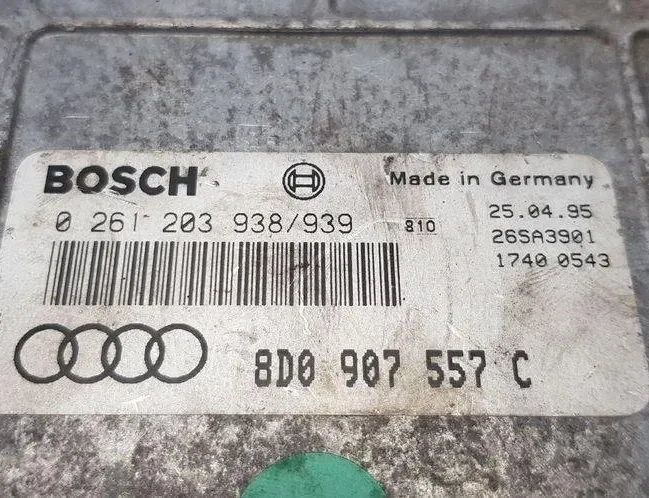 BOSCH
Made in Germany
0 261 203 938/939 810
25.04.95
26SA3901
1740 0543
8D0 907 557 C